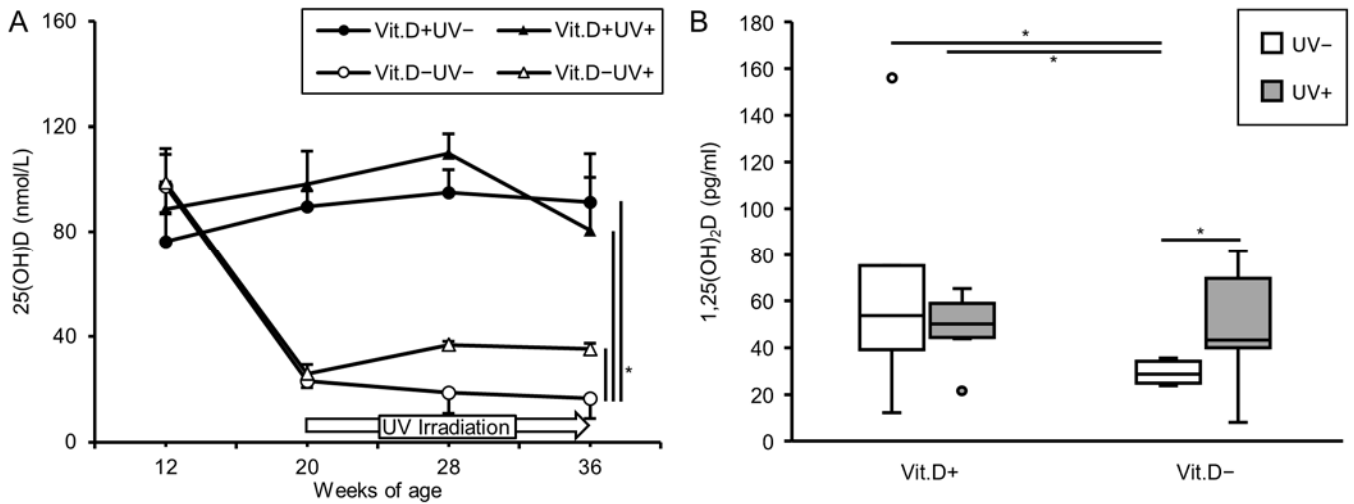 A
160
120
80
40
0
25(OH)D (nmol/L)
Vit.D+UV−
Vit.D+UV+
Vit.D−UV−
Vit.D−UV+
*
UV Irradiation
12
20
28
36
Weeks of age
B
180
160
140
120
100
80
60
40
20
0
1,25(OH)₂D (pg/ml)
*
*
*
UV−
UV+
Vit.D+
Vit.D−